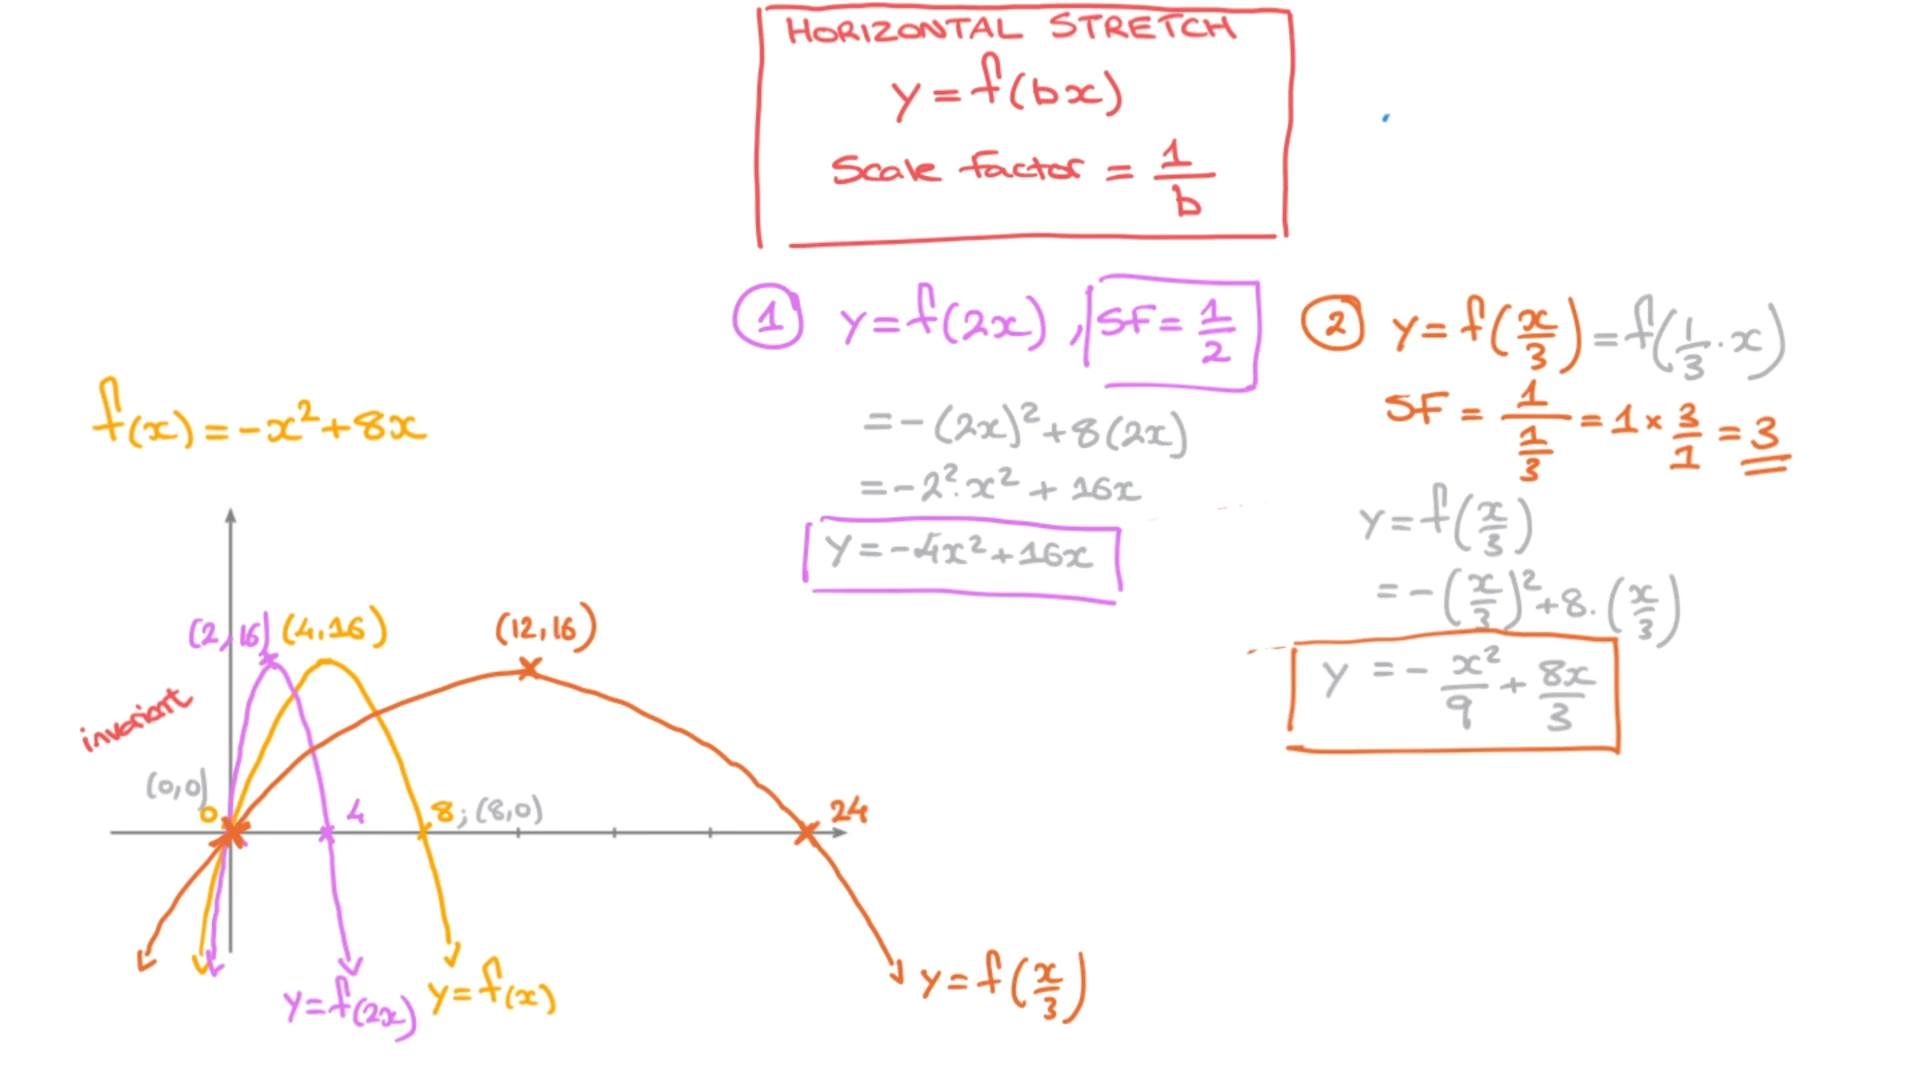 HORIZONTAL STRETCH
y = f(bx)
Scale factor = 1/b
1 y = f(2x), SF = 1/2
= -(2x)² + 8(2x)
= -2²·x² + 16x
y = -4x² + 16x
2 y = f(x/3) = f(1/3 · x)
SF = 1/(1/3) = 1 × 3/1 = 3
y = f(x/3)
= -(x/3)² + 8·(x/3)
y = -x²/9 + 8x/3
f(x) = -x² + 8x
(2,16) (4,16) (12,16)
invariant
(0,0)
0 4 8 ; (8,0) 24
y = f(2x) y = f(x) y = f(x/3)